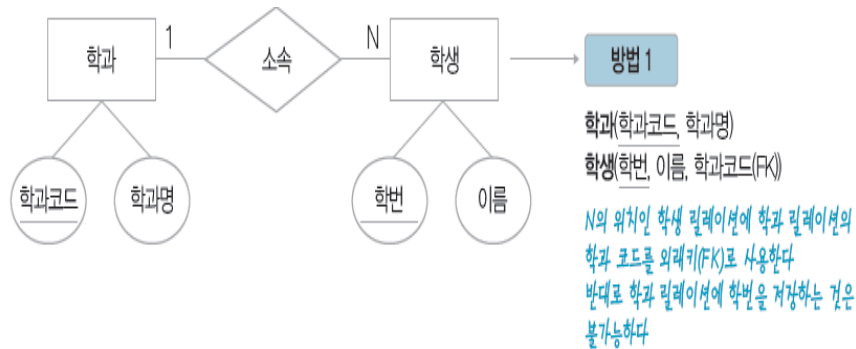 학과 1 소속 N 학생 방법 1
학과코드 학과명 학번 이름
학과(학과코드, 학과명)
학생(학번, 이름, 학과코드(FK))
N의 위치인 학생 릴레이션에 학과 릴레이션의
학과 코드를 외래키(FK)로 사용한다
반대로 학과 릴레이션에 학번을 저장하는 것은
불가능하다